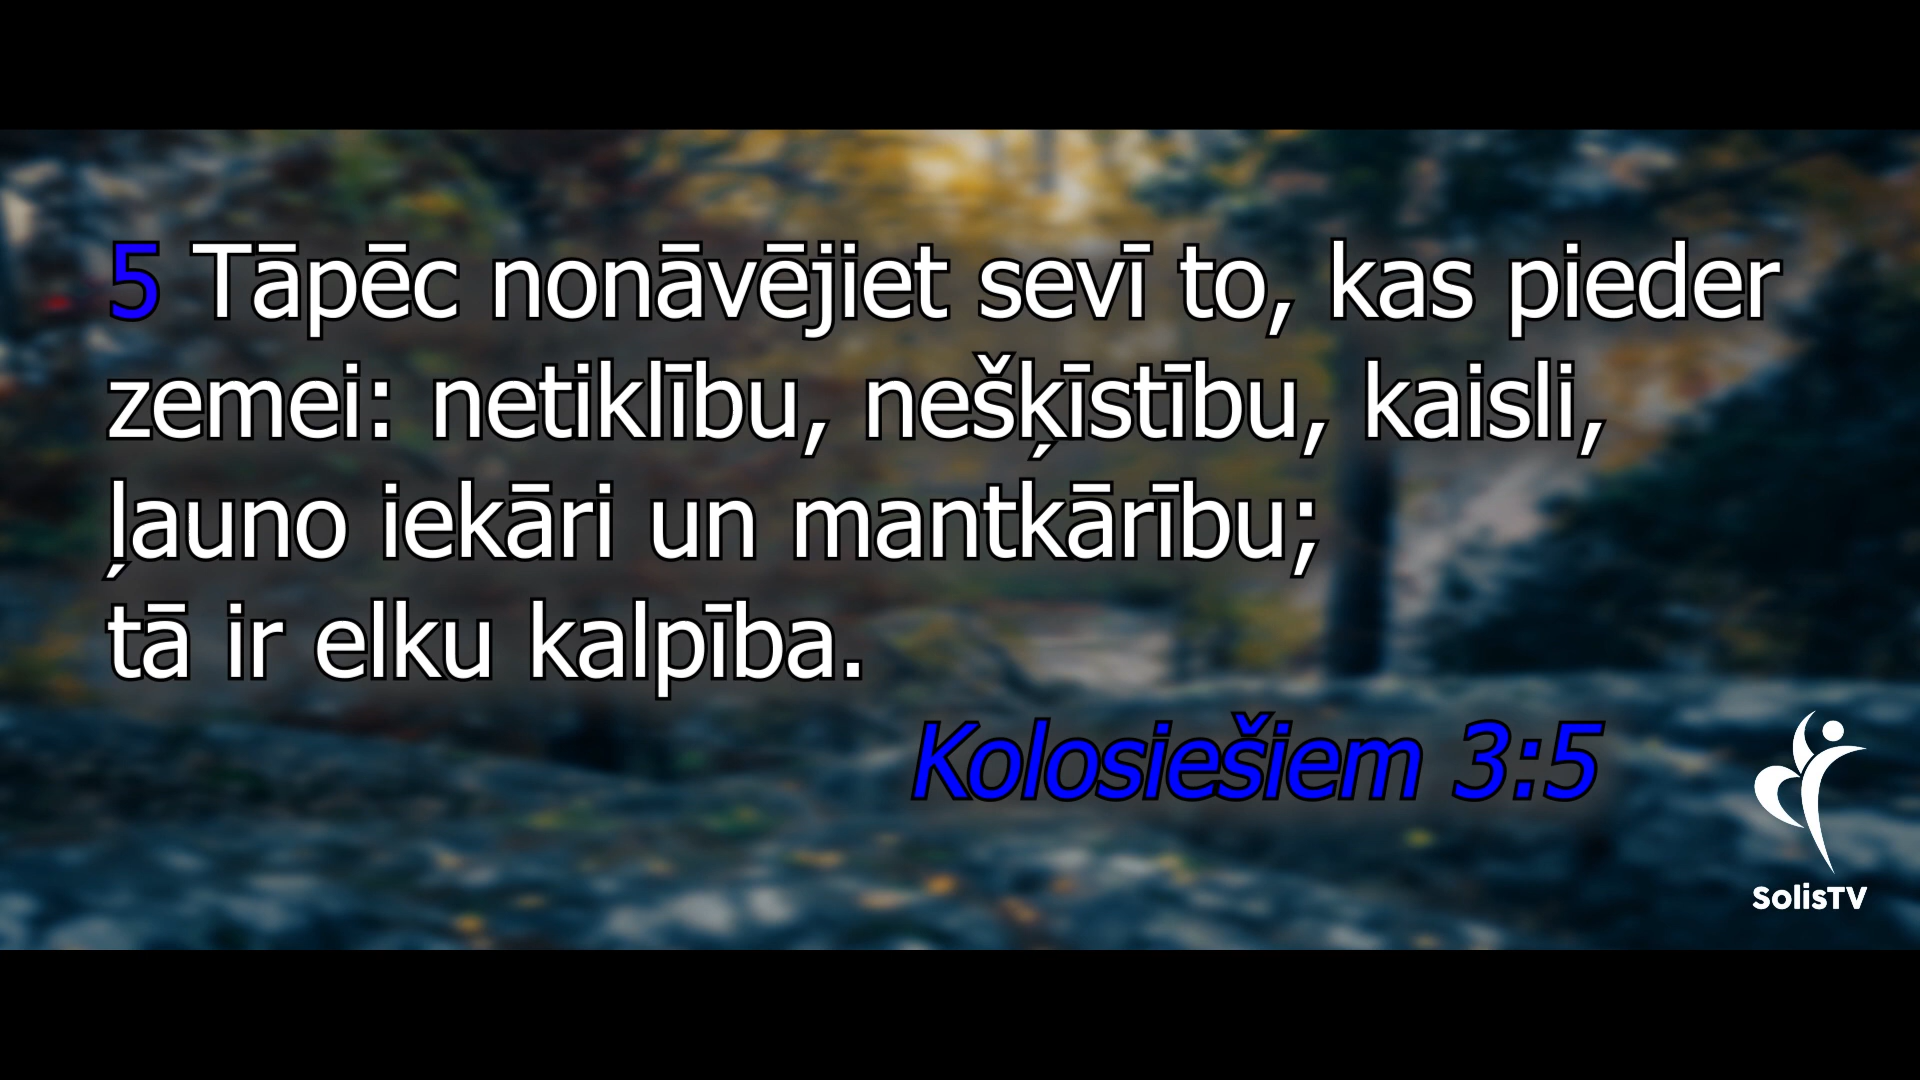 5 Tāpēc nonāvējiet sevī to, kas pieder
zemei: netiklību, nešķīstību, kaisli,
ļauno iekāri un mantkārību;
tā ir elku kalpība.
Kolosiešiem 3:5
SolisTV